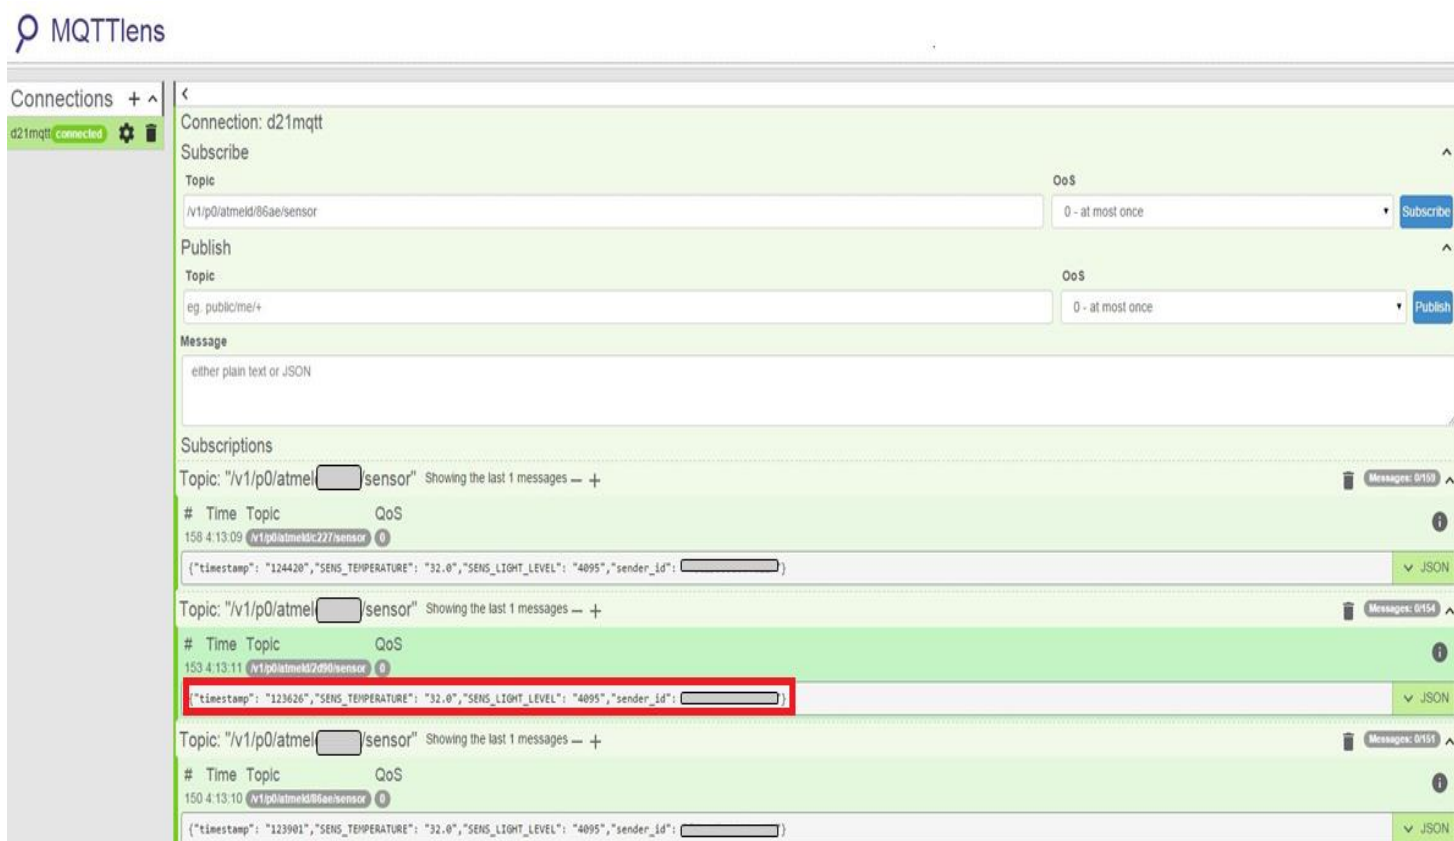 MQTTlens
Connections + ^
<
d21mqtt connected
Connection: d21mqtt
Subscribe
Topic QoS
/v1/p0/atmeld/86ae/sensor 0 - at most once Subscribe
Publish
Topic QoS
eg. public/me/+ 0 - at most once Publish
Message
either plain text or JSON
Subscriptions
Topic: "/v1/p0/atmel /sensor" Showing the last 1 messages — + Messages: 0/159
# Time Topic QoS
158 4:13:09 /v1/p0/atmeld/c227/sensor 0
{"timestamp": "124420","SENS_TEMPERATURE": "32.0","SENS_LIGHT_LEVEL": "4095","sender_id": "} JSON
Topic: "/v1/p0/atmel /sensor" Showing the last 1 messages — + Messages: 0/154
# Time Topic QoS
153 4:13:11 /v1/p0/atmeld/2d90/sensor 0
{"timestamp": "123626","SENS_TEMPERATURE": "32.0","SENS_LIGHT_LEVEL": "4095","sender_id": "} JSON
Topic: "/v1/p0/atmel /sensor" Showing the last 1 messages — + Messages: 0/151
# Time Topic QoS
150 4:13:10 /v1/p0/atmeld/86ae/sensor 0
{"timestamp": "123901","SENS_TEMPERATURE": "32.0","SENS_LIGHT_LEVEL": "4095","sender_id": "} JSON